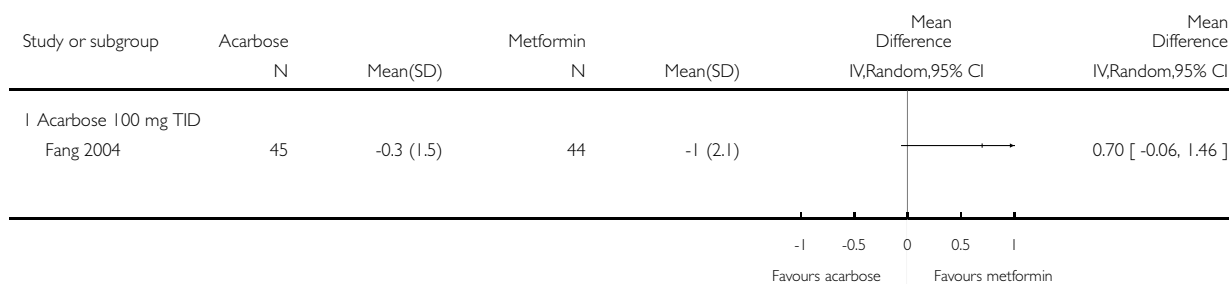 Mean Mean
Study or subgroup Acarbose Metformin Difference Difference
N Mean(SD) N Mean(SD) IV,Random,95% CI IV,Random,95% CI
1 Acarbose 100 mg TID
Fang 2004 45 -0.3 (1.5) 44 -1 (2.1) 0.70 [ -0.06, 1.46 ]
-1 -0.5 0 0.5 1
Favours acarbose Favours metformin